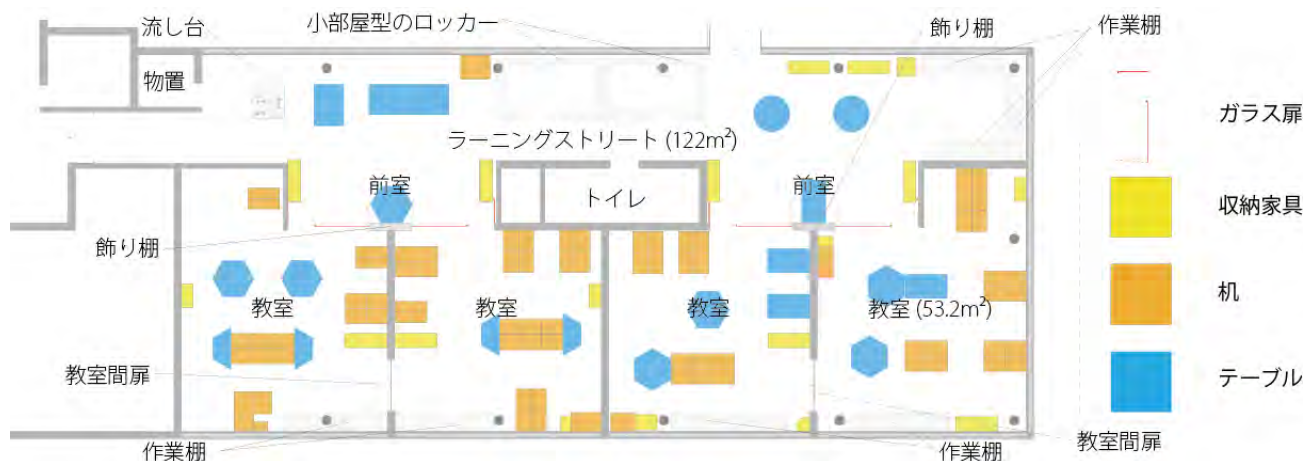 流し台
小部屋型のロッカー
飾り棚
作業棚
物置
ガラス扉
ラーニングストリート (122m²)
前室
トイレ
前室
収納家具
飾り棚
教室
教室
教室
教室 (53.2m²)
机
教室間扉
テーブル
作業棚
作業棚
教室間扉